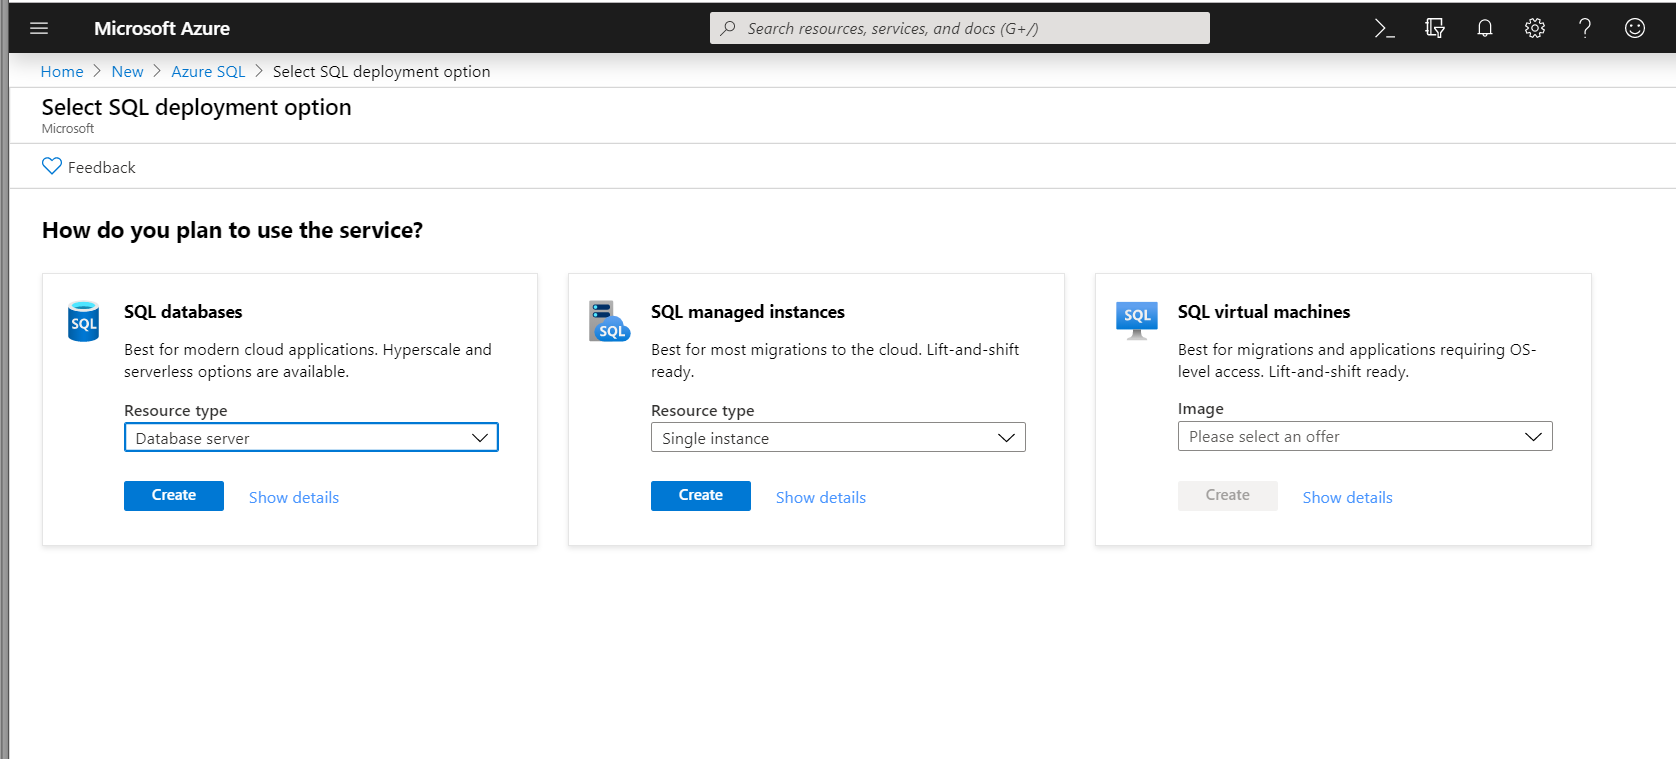 Microsoft Azure
Search resources, services, and docs (G+/)
Home > New > Azure SQL > Select SQL deployment option
Select SQL deployment option
Microsoft
Feedback
How do you plan to use the service?
SQL
SQL databases
Best for modern cloud applications. Hyperscale and
serverless options are available.
Resource type
Database server
Create
Show details
SQL
SQL managed instances
Best for most migrations to the cloud. Lift-and-shift
ready.
Resource type
Single instance
Create
Show details
SQL
SQL virtual machines
Best for migrations and applications requiring OS-
level access. Lift-and-shift ready.
Image
Please select an offer
Create
Show details